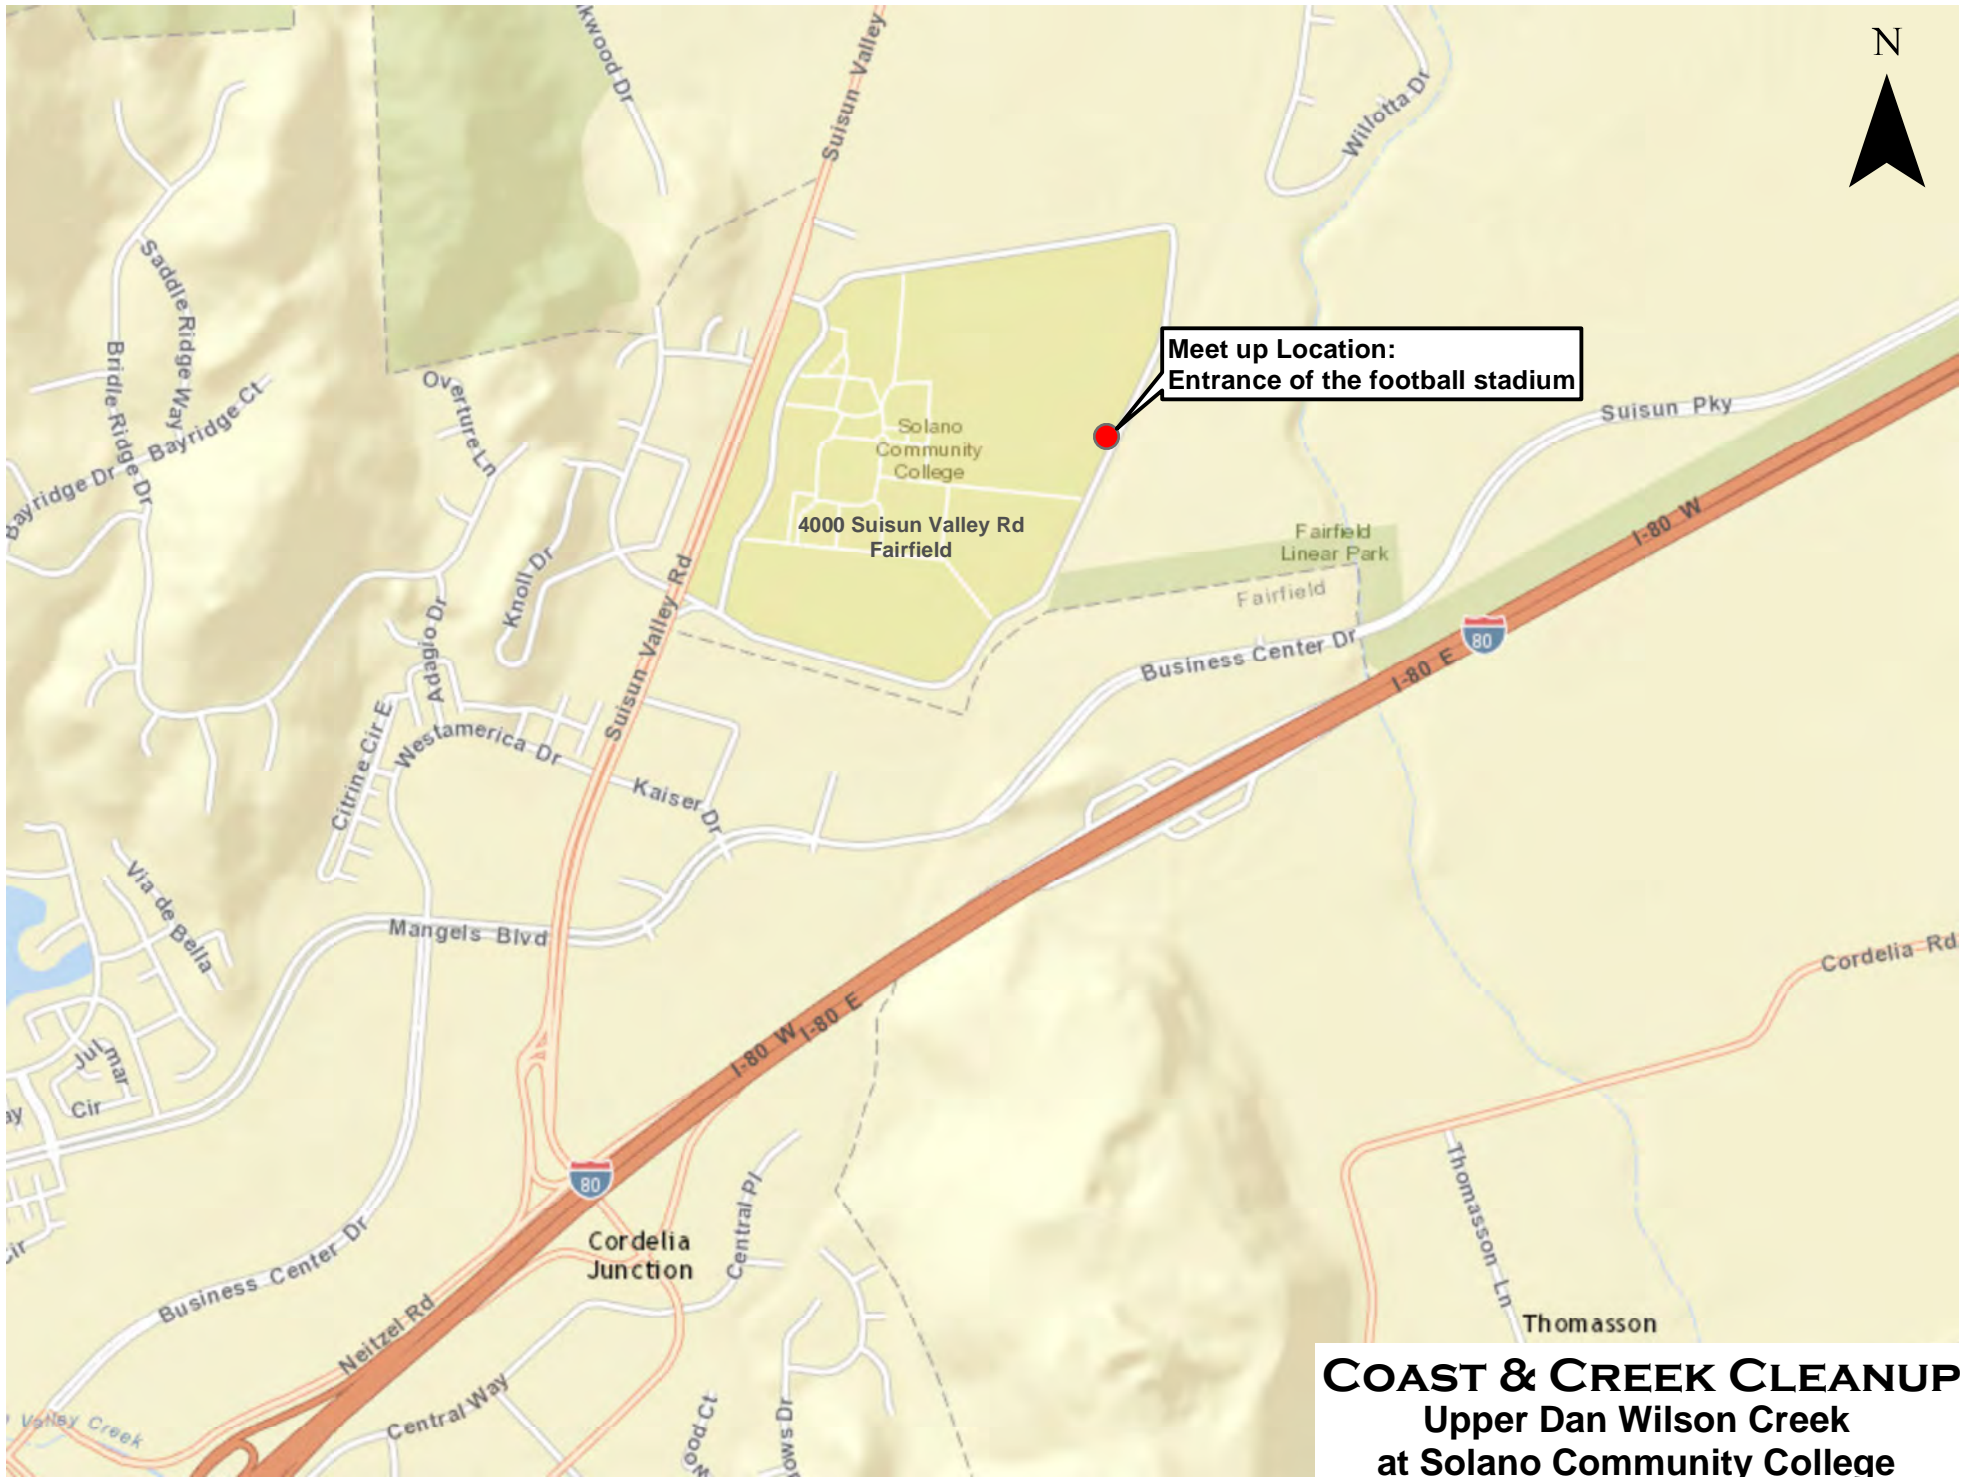 N
Suisun Valley
Willotta Dr
Saddle Ridge Way
Bridle Ridge Dr
Bayridge Dr
Bayridge Ct
Overture Ln
Meet up Location:
Entrance of the football stadium
Suisun Pky
Solano
Community
College
4000 Suisun Valley Rd
Fairfield
I-80 W
Fairfield
Linear Park
Fairfield
Knoll Dr
Adagio Dr
Suisun Valley Rd
Business Center Dr
80
I-80 E
Citrine Cir E
Westamerica Dr
Kaiser Dr
Via de Bella
Mangels Blvd
Cordelia Rd
I-80 W
I-80 E
Julmar
Cir
80
Thomasson Ln
Central Pl
Cordelia
Junction
Business Center Dr
Neitzel Rd
Thomasson
Central Way
Valley Creek
COAST & CREEK CLEANUP
Upper Dan Wilson Creek
at Solano Community College